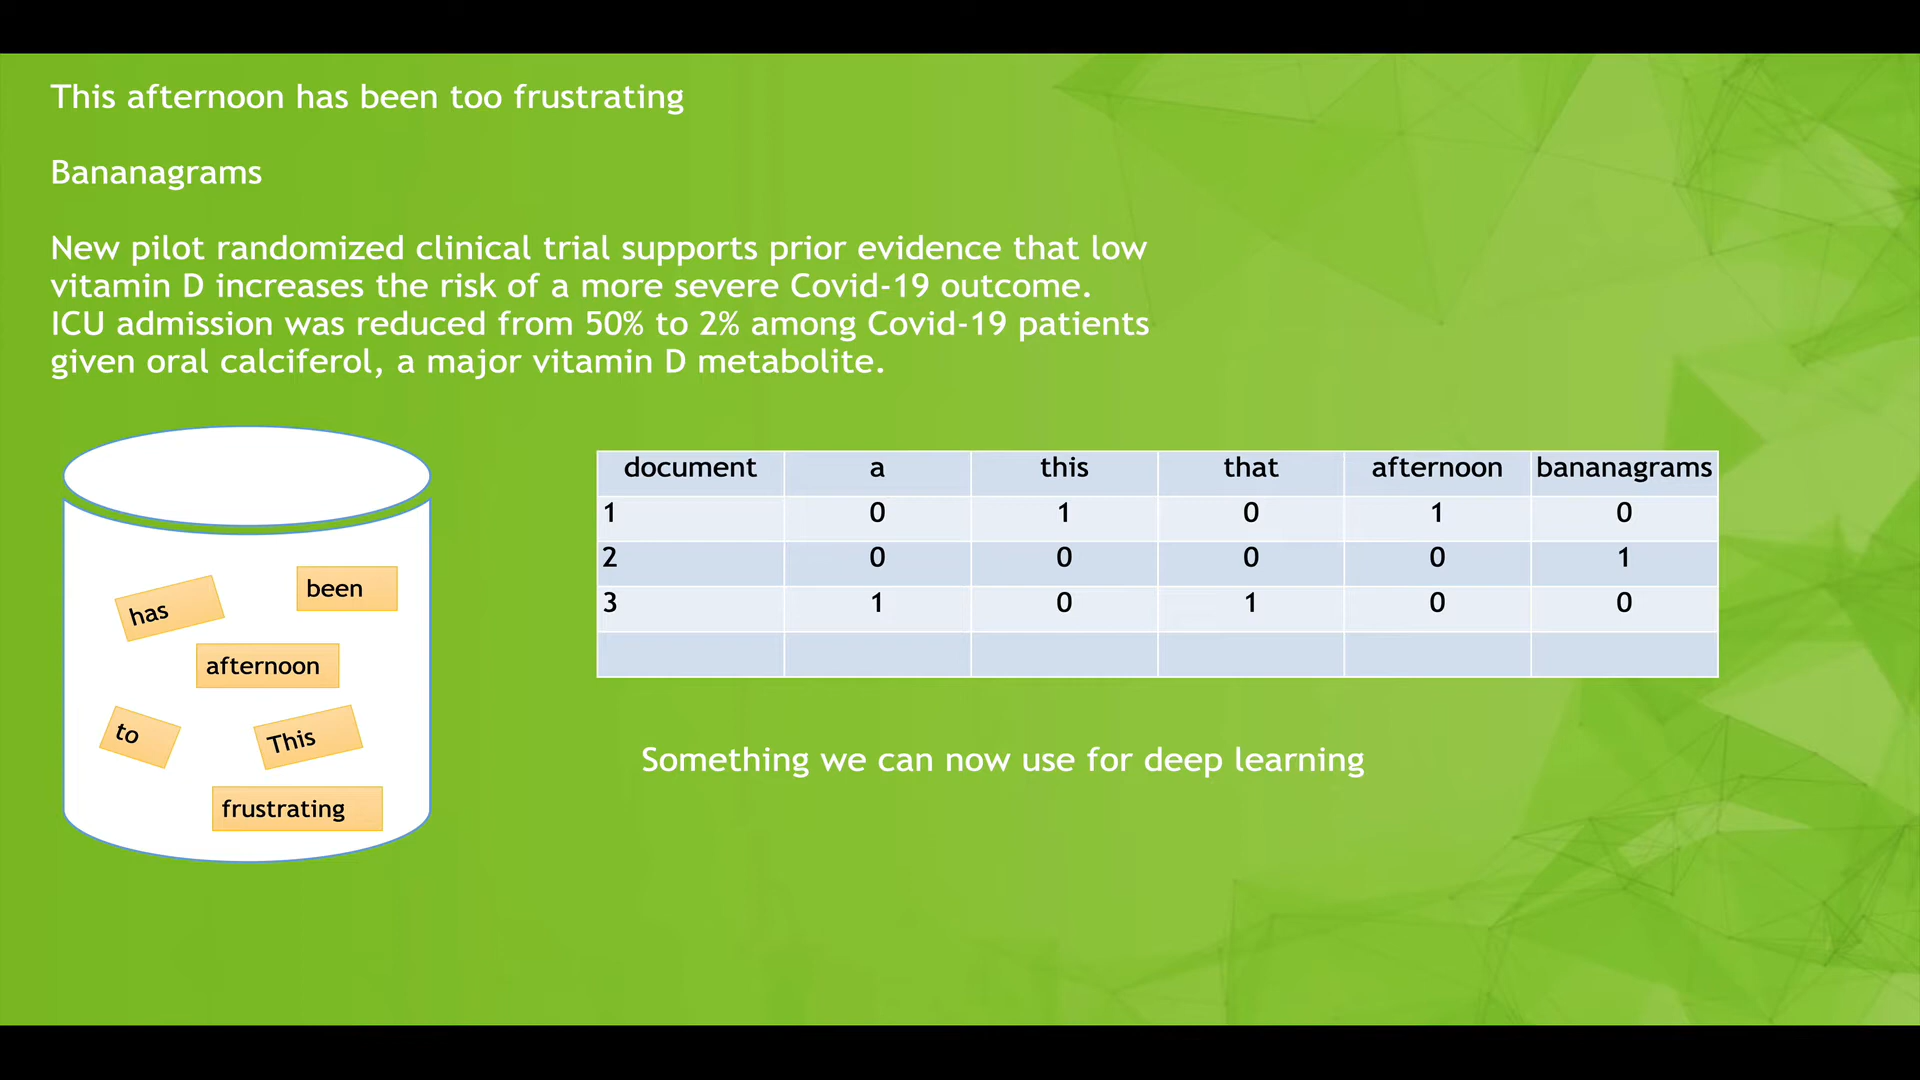 This afternoon has been too frustrating
Bananagrams
New pilot randomized clinical trial supports prior evidence that low
vitamin D increases the risk of a more severe Covid-19 outcome.
ICU admission was reduced from 50% to 2% among Covid-19 patients
given oral calciferol, a major vitamin D metabolite.
has
been
afternoon
to
This
frustrating
document a this that afternoon bananagrams
1 0 1 0 1 0
2 0 0 0 0 1
3 1 0 1 0 0
Something we can now use for deep learning